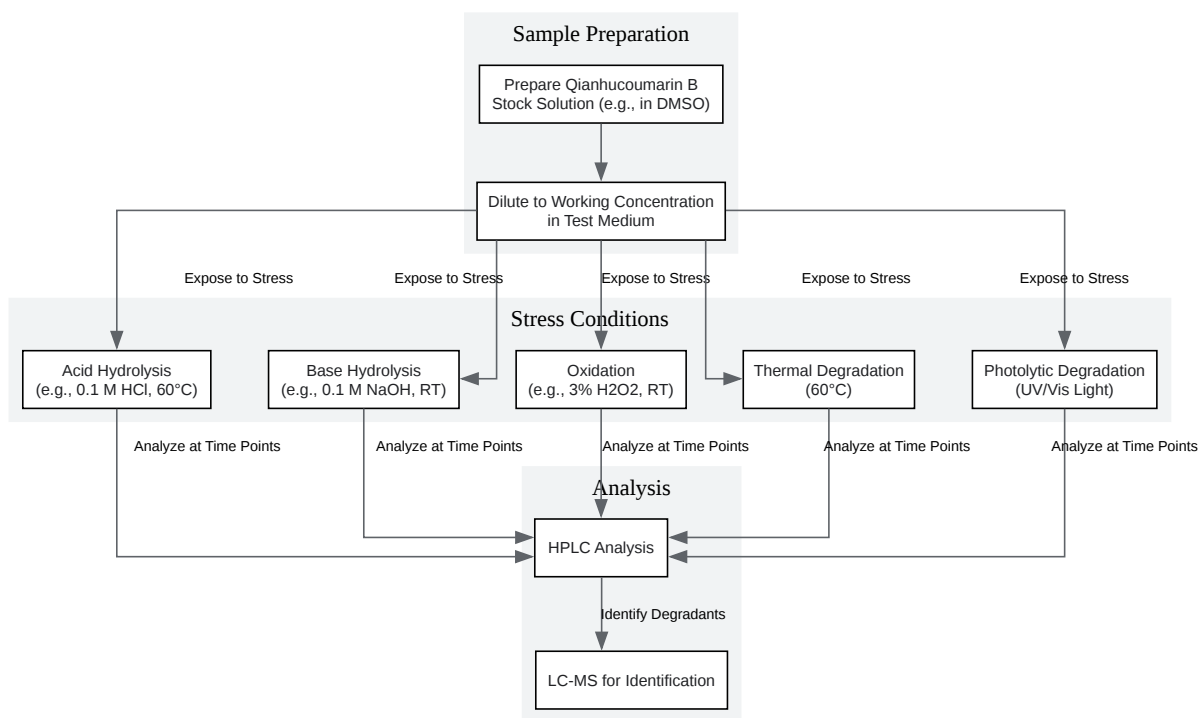 Sample Preparation
Prepare Qianhucoumarin B
Stock Solution (e.g., in DMSO)
Dilute to Working Concentration
in Test Medium
Expose to Stress
Expose to Stress
Expose to Stress
Expose to Stress
Expose to Stress
Stress Conditions
Acid Hydrolysis
(e.g., 0.1 M HCl, 60°C)
Base Hydrolysis
(e.g., 0.1 M NaOH, RT)
Oxidation
(e.g., 3% H2O2, RT)
Thermal Degradation
(60°C)
Photolytic Degradation
(UV/Vis Light)
Analyze at Time Points
Analyze at Time Points
Analyze at Time Points
Analyze at Time Points
Analyze at Time Points
Analysis
HPLC Analysis
Identify Degradants
LC-MS for Identification